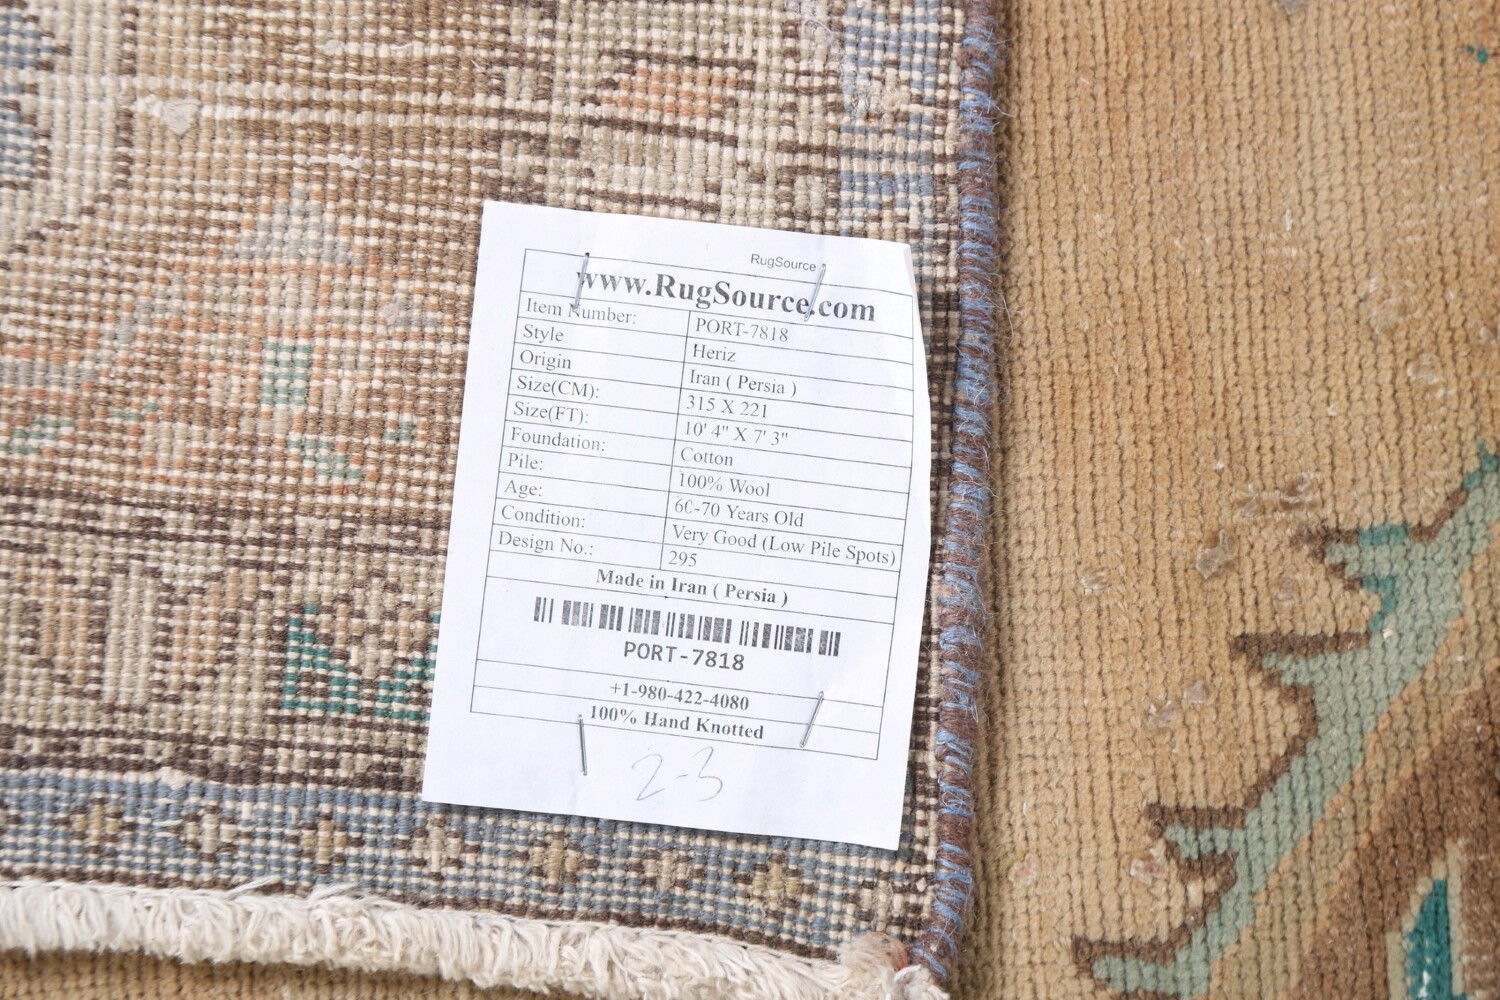 RugSource
www.RugSource.com
Item Number: PORT-7818
Style Heriz
Origin Iran ( Persia )
Size(CM): 315 X 221
Size(FT): 10' 4" X 7' 3"
Foundation: Cotton
Pile: 100% Wool
Age: 60-70 Years Old
Condition: Very Good (Low Pile Spots)
Design No.: 295
Made in Iran ( Persia )
PORT-7818
+1-980-422-4080
100% Hand Knotted
2-3